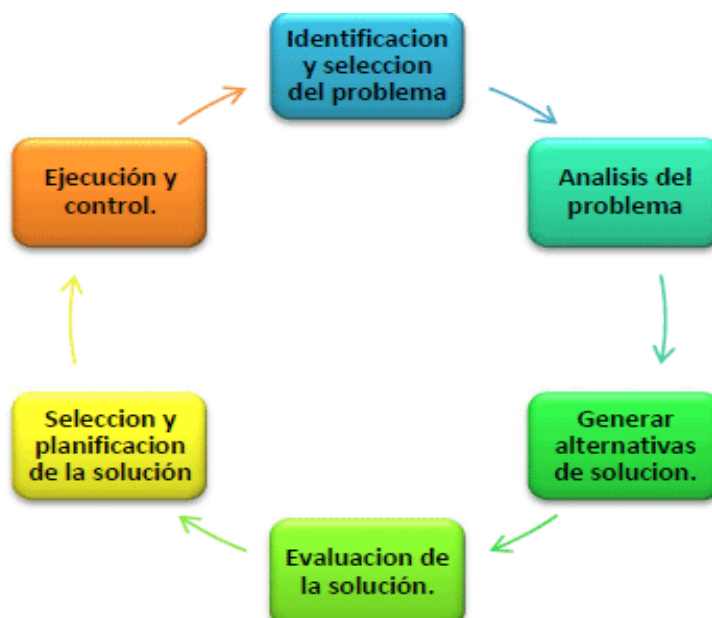 Identificacion
y seleccion
del problema
Analisis del
problema
Generar
alternativas
de solucion.
Evaluacion de
la solución.
Seleccion y
planificacion
de la solución
Ejecución y
control.